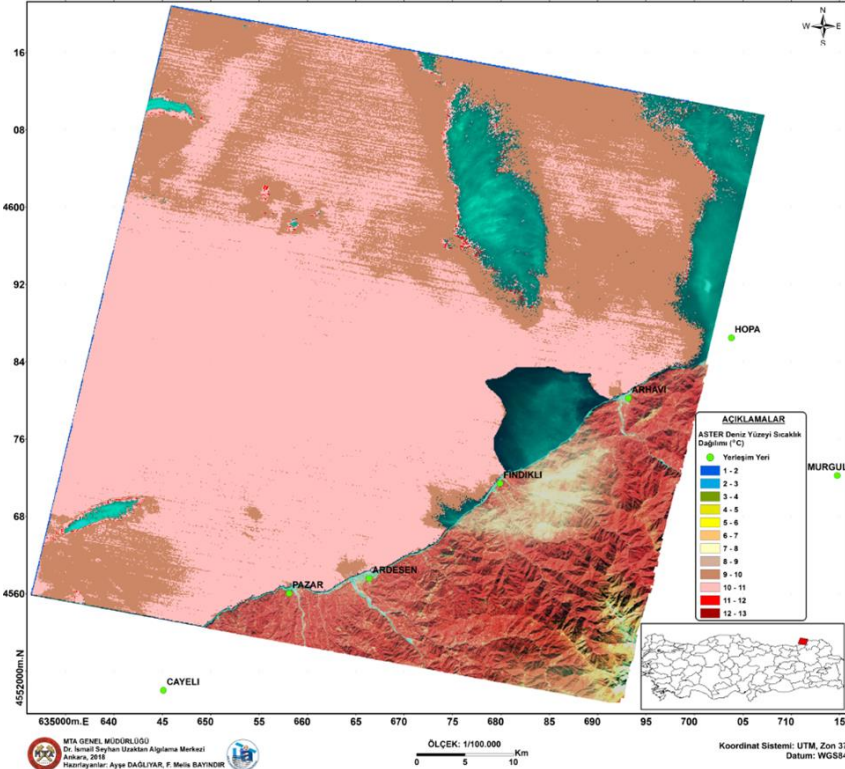 N
W E
S
16
08
4600
92
84
76
68
4560
4552000m.N
HOPA
ARHAVİ
MURGUL
FINDIKLI
ARDESEN
PAZAR
CAYELI
AÇIKLAMALAR
ASTER Deniz Yüzeyi Sıcaklık
Dağılımı (°C)
Yerleşim Yeri
1 - 2
2 - 3
3 - 4
4 - 5
5 - 6
6 - 7
7 - 8
8 - 9
9 - 10
10 - 11
11 - 12
12 - 13
635000m.E 640 45 650 55 660 65 670 75 680 85 690 95 700 05 710 15
MTA GENEL MÜDÜRLÜĞÜ
Dr. İsmail Seyhan Uzaktan Algılama Merkezi
Ankara, 2018
Hazırlayanlar: Ayşe DAĞLIYAR, F. Melis BAYINDIR
MTA
ÖLÇEK: 1/100.000
Km
0 5 10
Koordinat Sistemi: UTM, Zon 37
Datum: WGS84